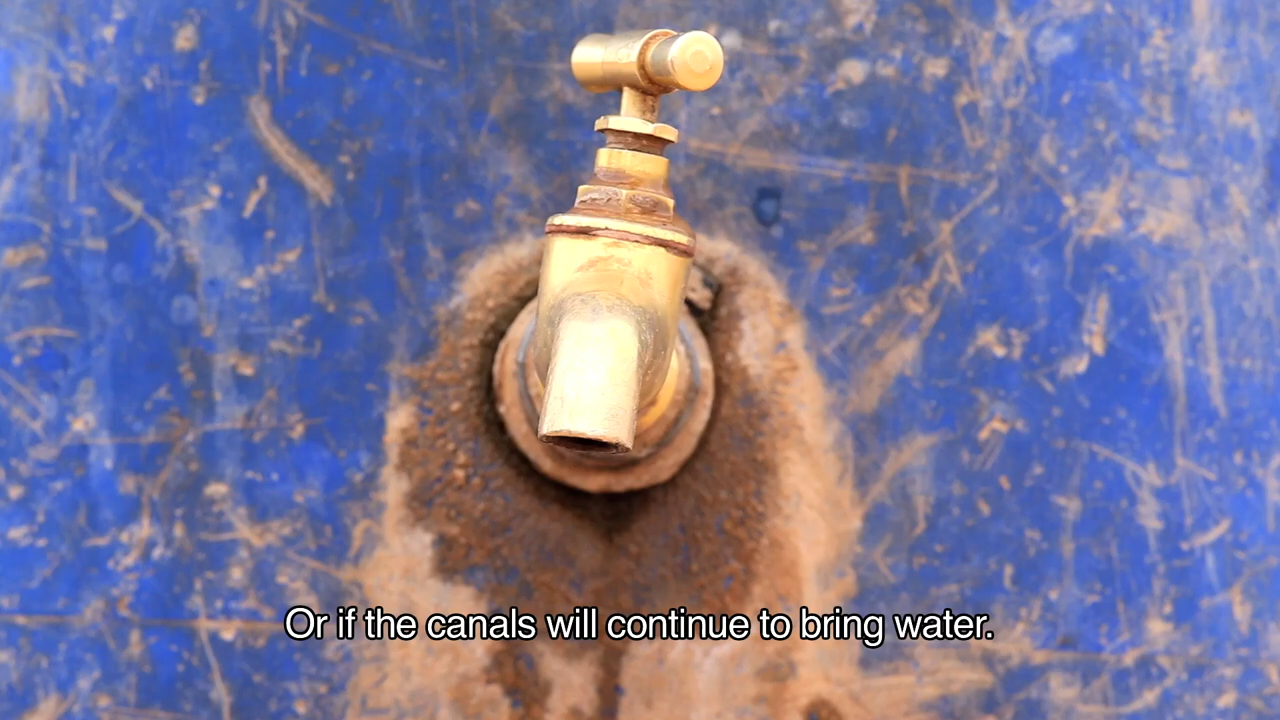 Or if the canals will continue to bring water.